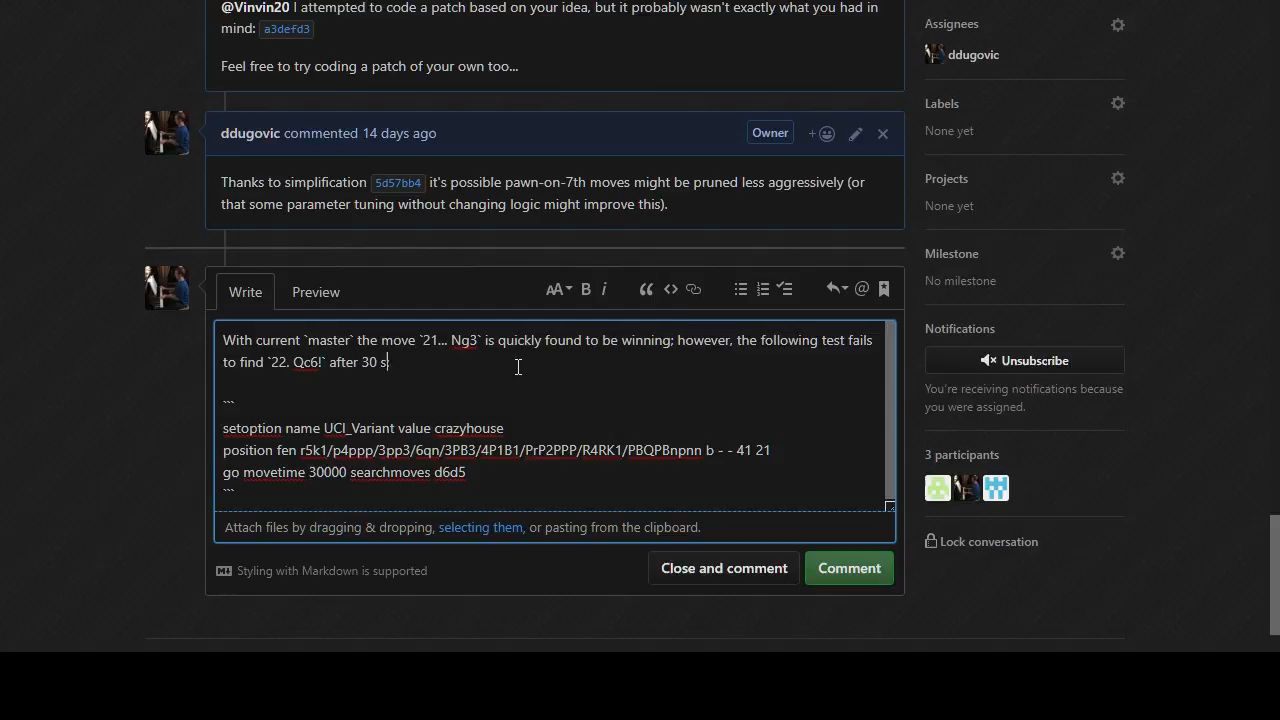 @Vinvin20 I attempted to code a patch based on your idea, but it probably wasn't exactly what you had in
mind: a3defd3
Feel free to try coding a patch of your own too...
ddugovic commented 14 days ago
Owner
Thanks to simplification 5d57bb4 it's possible pawn-on-7th moves might be pruned less aggressively (or
that some parameter tuning without changing logic might improve this).
Write
Preview
AA B i
With current `master` the move `21... Ng3` is quickly found to be winning; however, the following test fails
to find `22. Qc6!` after 30 s
```
setoption name UCI_Variant value crazyhouse
position fen r5k1/p4ppp/3pp3/6qn/3PB3/4P1B1/PrP2PPP/R4RK1/PBQPBnpnn b - - 41 21
go movetime 30000 searchmoves d6d5
```
Attach files by dragging & dropping, selecting them, or pasting from the clipboard.
Styling with Markdown is supported
Close and comment
Comment
Assignees
ddugovic
Labels
None yet
Projects
None yet
Milestone
No milestone
Notifications
Unsubscribe
You're receiving notifications because
you were assigned.
3 participants
Lock conversation